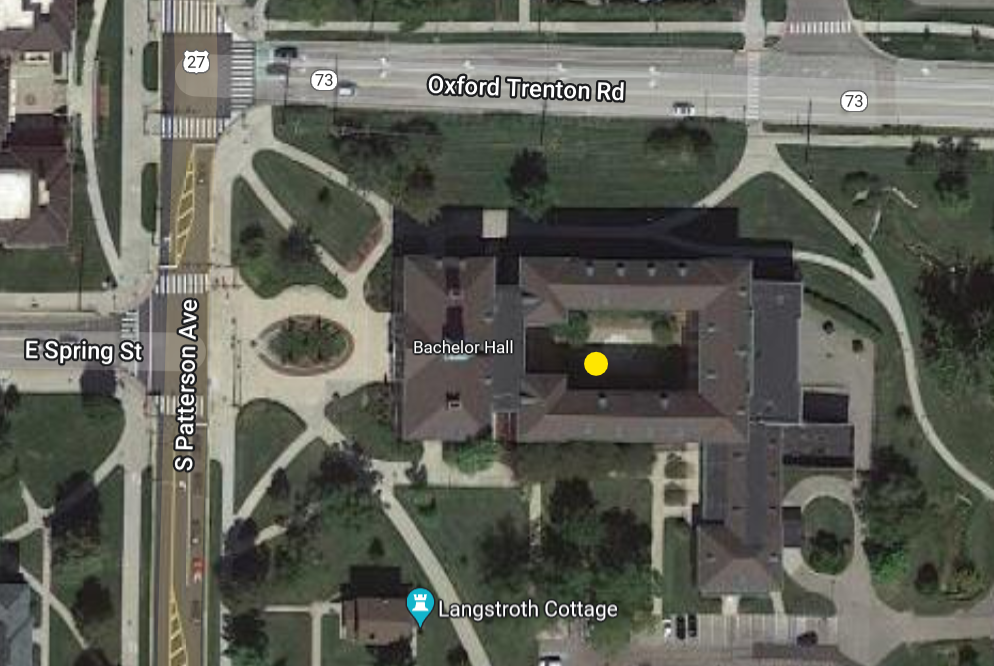 27
73
Oxford Trenton Rd
73
E Spring St
S Patterson Ave
Bachelor Hall
Langstroth Cottage